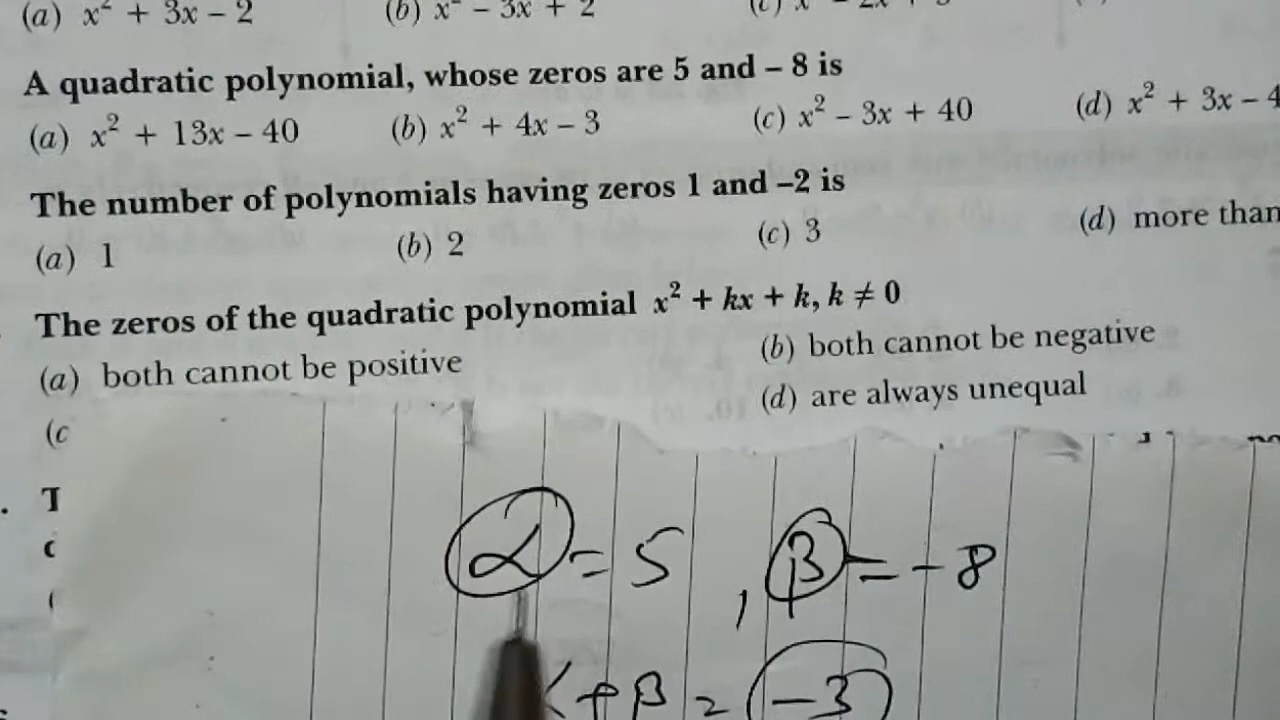 (a) x² + 3x – 2 (b) x² – 3x + 2
A quadratic polynomial, whose zeros are 5 and – 8 is
(a) x² + 13x – 40 (b) x² + 4x – 3 (c) x² – 3x + 40 (d) x² + 3x – 4
The number of polynomials having zeros 1 and –2 is
(a) 1 (b) 2 (c) 3 (d) more than
The zeros of the quadratic polynomial x² + kx + k, k ≠ 0
(a) both cannot be positive (b) both cannot be negative
(c (d) are always unequal
. T
α = 5 , β = - 8
+ β = -3